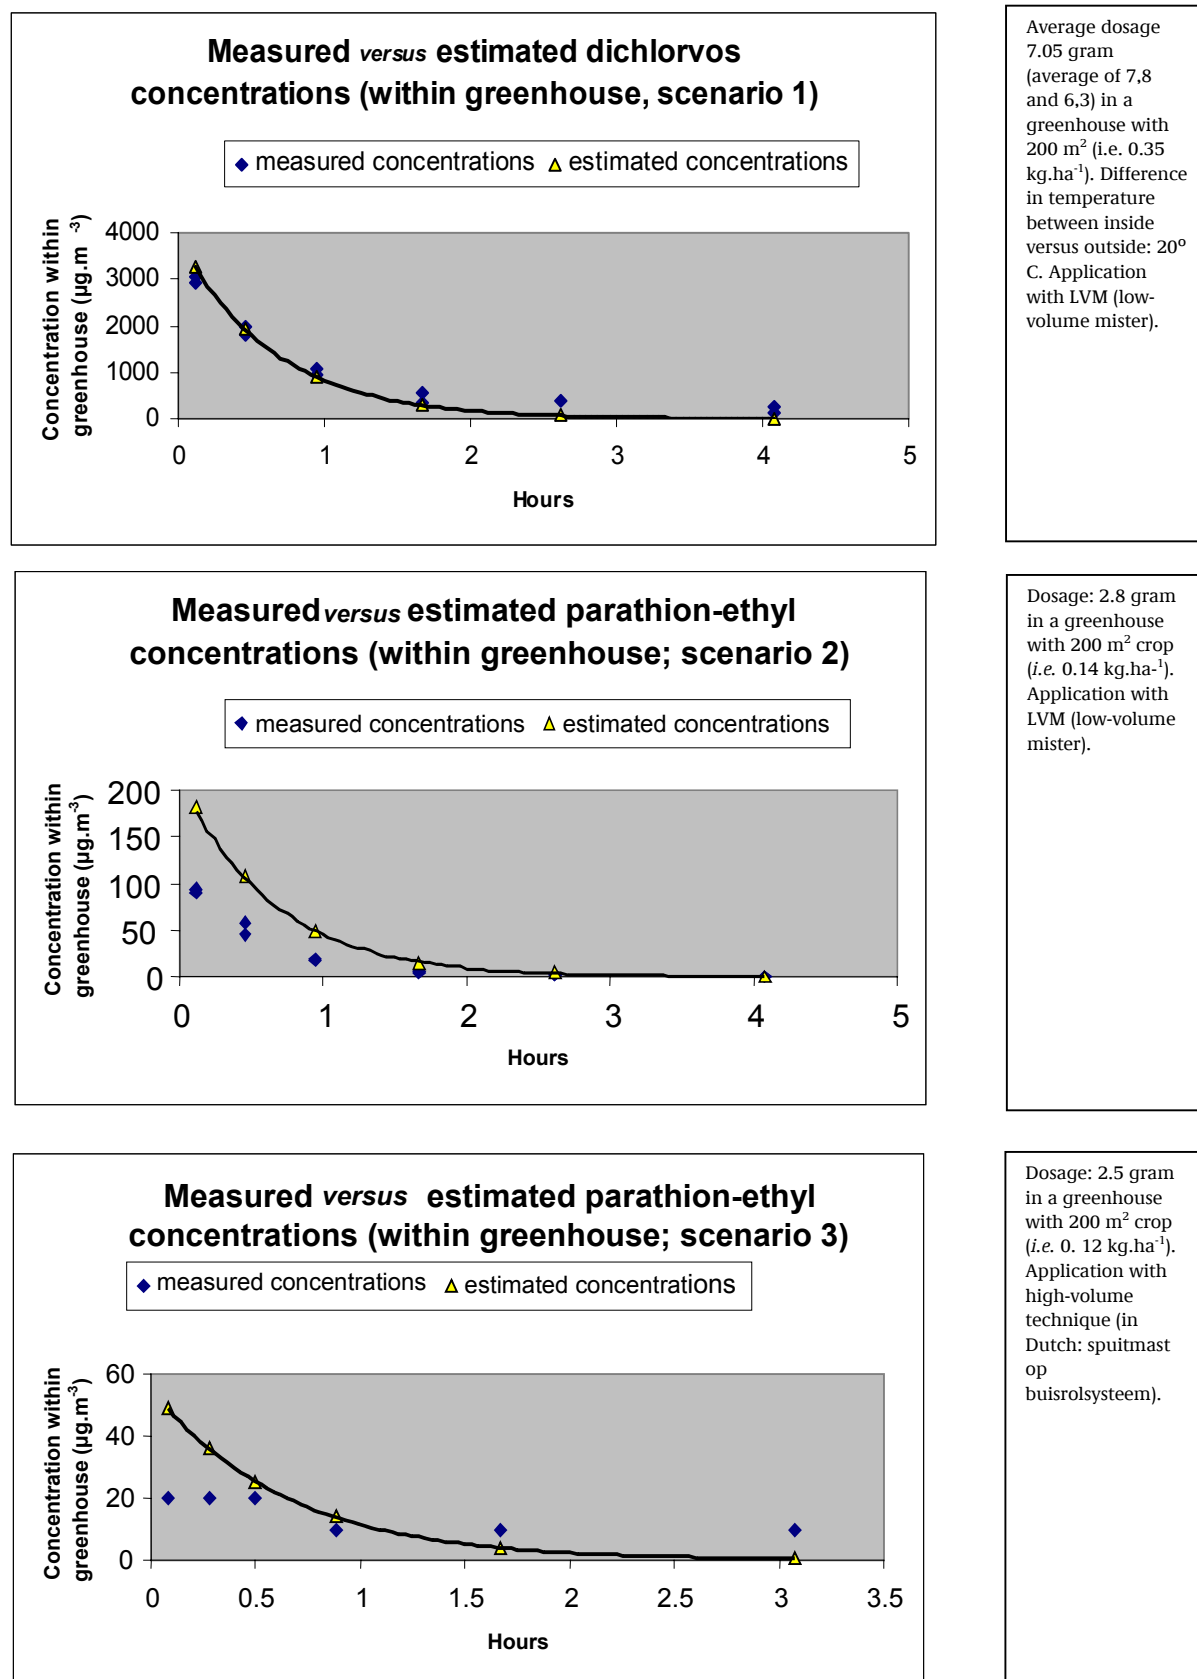 Measured versus estimated dichlorvos
concentrations (within greenhouse, scenario 1)
measured concentrations estimated concentrations
Concentration within
greenhouse (µg.m -3)
4000
3000
2000
1000
0
0 1 2 3 4 5
Hours
Average dosage
7.05 gram
(average of 7,8
and 6,3) in a
greenhouse with
200 m² (i.e. 0.35
kg.ha⁻¹). Difference
in temperature
between inside
versus outside: 20º
C. Application
with LVM (low-
volume mister).
Measured versus estimated parathion-ethyl
concentrations (within greenhouse; scenario 2)
measured concentrations estimated concentrations
Concentration within
greenhouse (µg.m⁻³)
200
150
100
50
0
0 1 2 3 4 5
Hours
Dosage: 2.8 gram
in a greenhouse
with 200 m² crop
(i.e. 0.14 kg.ha-¹).
Application with
LVM (low-volume
mister).
Measured versus estimated parathion-ethyl
concentrations (within greenhouse; scenario 3)
measured concentrations estimated concentrations
Concentration within
greenhouse (µg.m⁻³)
60
40
20
0
0 0.5 1 1.5 2 2.5 3 3.5
Hours
Dosage: 2.5 gram
in a greenhouse
with 200 m² crop
(i.e. 0. 12 kg.ha⁻¹).
Application with
high-volume
technique (in
Dutch: spuitmast
op
buisrolsysteem).